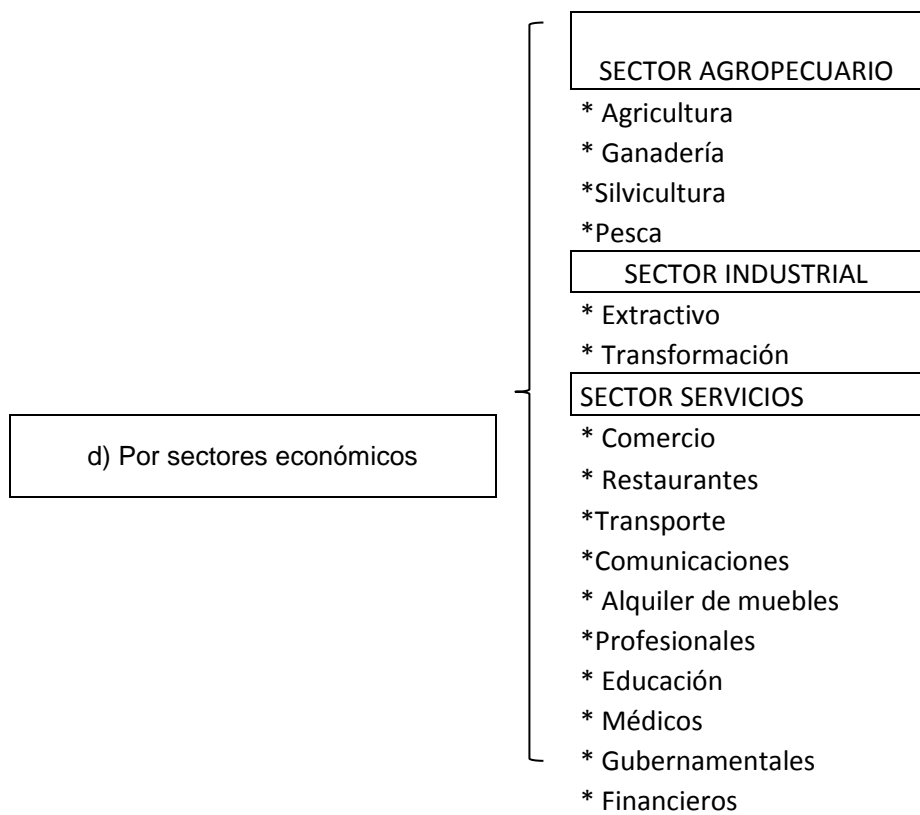 SECTOR AGROPECUARIO
* Agricultura
* Ganadería
*Silvicultura
*Pesca
SECTOR INDUSTRIAL
* Extractivo
* Transformación
SECTOR SERVICIOS
* Comercio
d) Por sectores económicos
* Restaurantes
*Transporte
*Comunicaciones
* Alquiler de muebles
*Profesionales
* Educación
* Médicos
* Gubernamentales
* Financieros